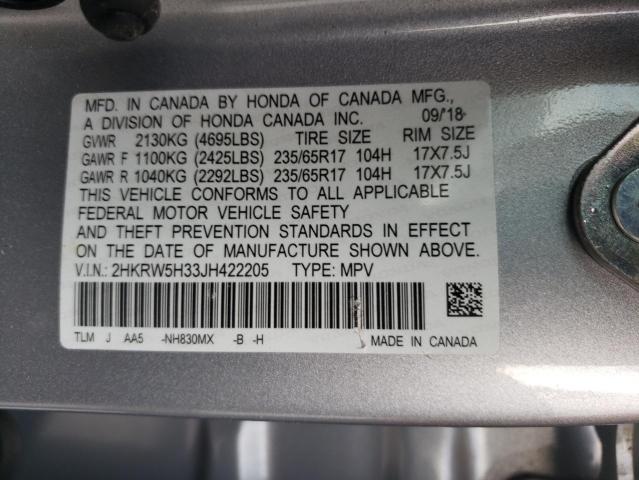 MFD. IN CANADA BY HONDA OF CANADA MFG.,
A DIVISION OF HONDA CANADA INC. 09/18
GVWR 2130KG (4695LBS) TIRE SIZE RIM SIZE
GAWR F 1100KG (2425LBS) 235/65R17 104H 17X7.5J
GAWR R 1040KG (2292LBS) 235/65R17 104H 17X7.5J
THIS VEHICLE CONFORMS TO ALL APPLICABLE
FEDERAL MOTOR VEHICLE SAFETY
AND THEFT PREVENTION STANDARDS IN EFFECT
ON THE DATE OF MANUFACTURE SHOWN ABOVE.
V.I.N.: 2HKRW5H33JH422205 TYPE: MPV
TLM J AA5 -NH830MX -B -H MADE IN CANADA